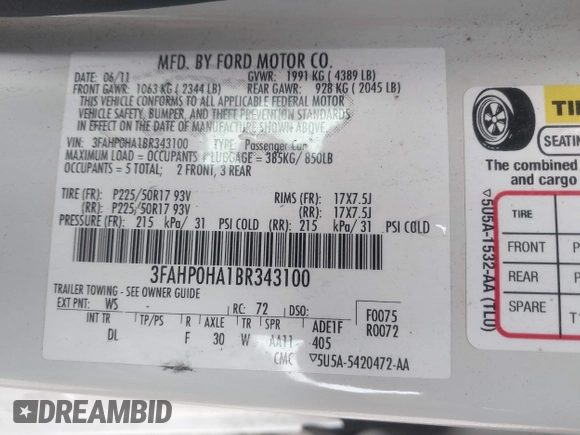 MFD. BY FORD MOTOR CO.
DATE: 06/11 GVWR: 1991 KG ( 4389 LB)
FRONT GAWR: 1063 KG ( 2344 LB) REAR GAWR: 928 KG ( 2045 LB)
THIS VEHICLE CONFORMS TO ALL APPLICABLE FEDERAL MOTOR
VEHICLE SAFETY, BUMPER, AND THEFT PREVENTION STANDARDS
IN EFFECT ON THE DATE OF MANUFACTURE SHOWN ABOVE.
VIN: 3FAHP0HA1BR343100 TYPE: Passenger Car
MAXIMUM LOAD = OCCUPANTS + LUGGAGE = 385KG/ 850LB
OCCUPANTS = 5 TOTAL; 2 FRONT, 3 REAR
TIRE (FR): P225/50R17 93V RIMS (FR): 17X7.5J
(RR): P225/50R17 93V (RR): 17X7.5J
PRESSURE (FR): 215 kPa/ 31 PSI COLD (RR): 215 kPa/ 31 PSI COLD
3FAHP0HA1BR343100
TRAILER TOWING - SEE OWNER GUIDE
EXT PNT: WS RC: 72 DSO: F0075
R0072
INT TR TP/PS R AXLE TR SPR ADE1F
DL F 30 W AA11 405
CMC ▽5U5A-5420472-AA
▽5U5A-1532-AA (TLU)
SEATIN
The combined
and cargo
TIRE
FRONT P
REAR P
SPARE T
DREAMBID